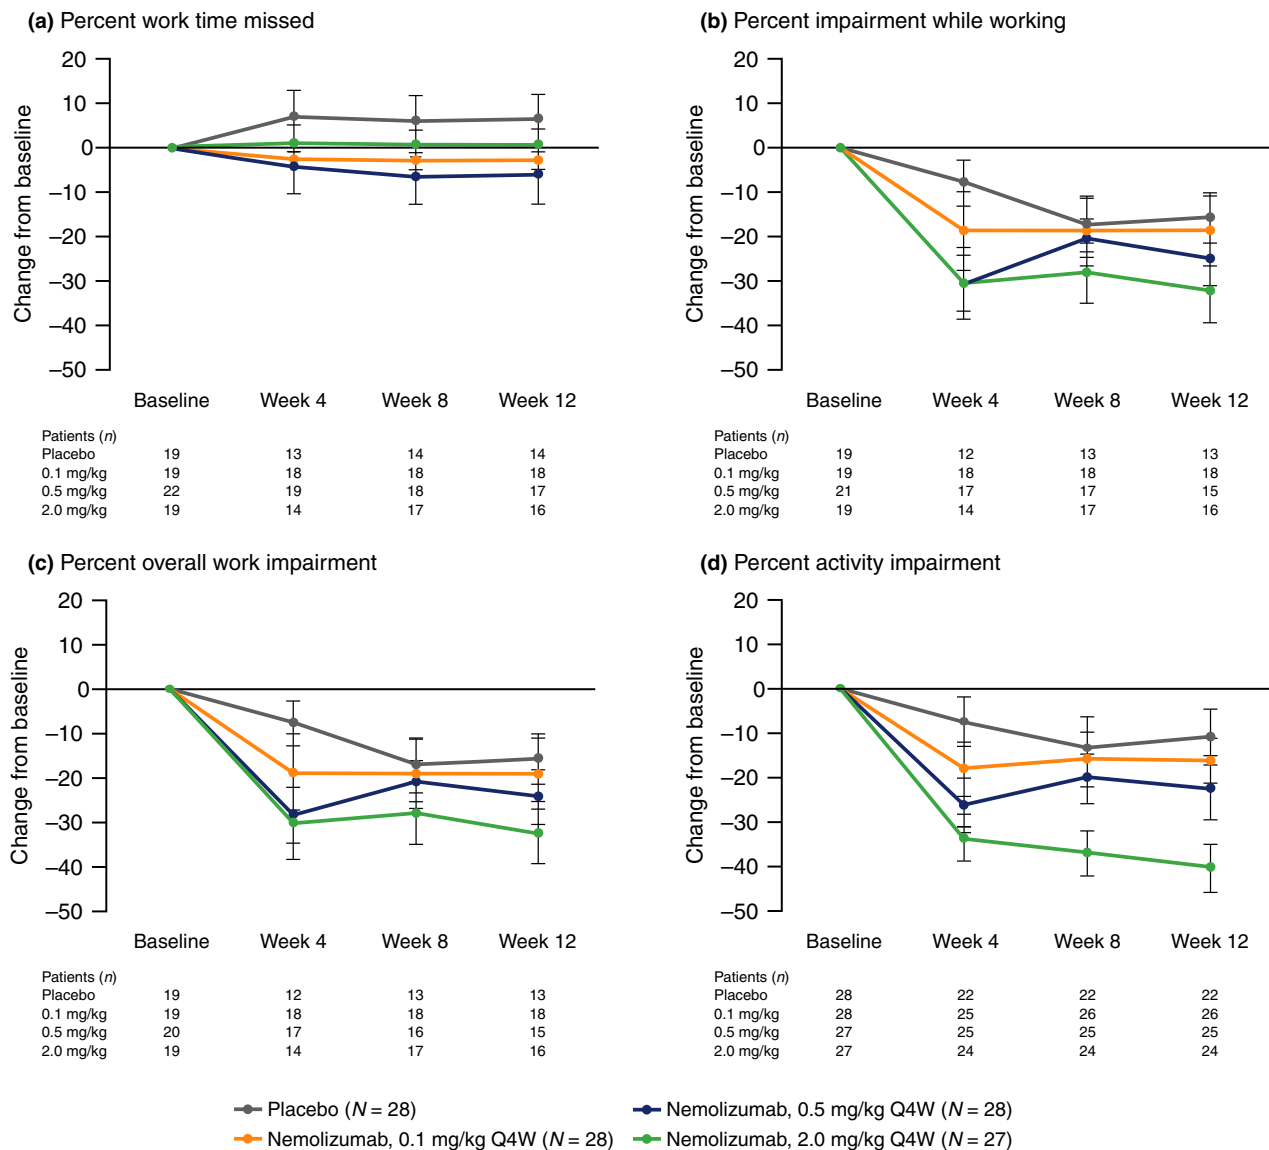 (a) Percent work time missed
20
10
0
–10
–20
–30
–40
–50
Change from baseline
Baseline Week 4 Week 8 Week 12
Patients (n)
Placebo 19 13 14 14
0.1 mg/kg 19 18 18 18
0.5 mg/kg 22 19 18 17
2.0 mg/kg 19 14 17 16
(b) Percent impairment while working
20
10
0
–10
–20
–30
–40
–50
Change from baseline
Baseline Week 4 Week 8 Week 12
Patients (n)
Placebo 19 12 13 13
0.1 mg/kg 19 18 18 18
0.5 mg/kg 21 17 17 15
2.0 mg/kg 19 14 17 16
(c) Percent overall work impairment
20
10
0
–10
–20
–30
–40
–50
Change from baseline
Baseline Week 4 Week 8 Week 12
Patients (n)
Placebo 19 12 13 13
0.1 mg/kg 19 18 18 18
0.5 mg/kg 20 17 16 15
2.0 mg/kg 19 14 17 16
(d) Percent activity impairment
20
10
0
–10
–20
–30
–40
–50
Change from baseline
Baseline Week 4 Week 8 Week 12
Patients (n)
Placebo 28 22 22 22
0.1 mg/kg 28 25 26 26
0.5 mg/kg 27 25 25 25
2.0 mg/kg 27 24 24 24
Placebo (N = 28)
Nemolizumab, 0.1 mg/kg Q4W (N = 28)
Nemolizumab, 0.5 mg/kg Q4W (N = 28)
Nemolizumab, 2.0 mg/kg Q4W (N = 27)